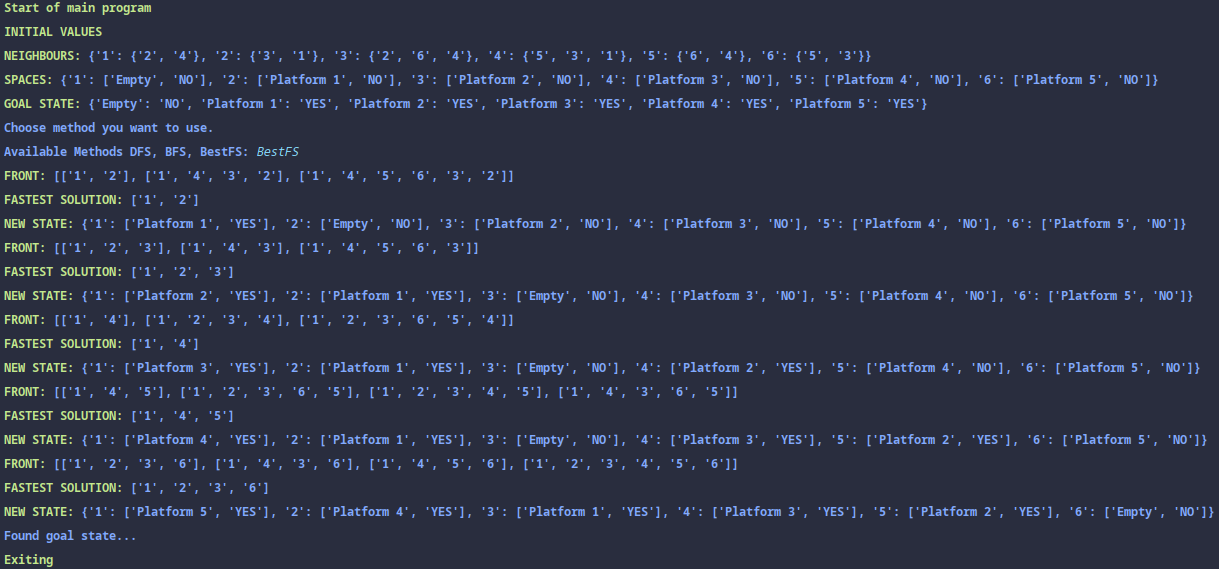 Start of main program
INITIAL VALUES
NEIGHBOURS: {'1': {'2', '4'}, '2': {'3', '1'}, '3': {'2', '6', '4'}, '4': {'5', '3', '1'}, '5': {'6', '4'}, '6': {'5', '3'}}
SPACES: {'1': ['Empty', 'NO'], '2': ['Platform 1', 'NO'], '3': ['Platform 2', 'NO'], '4': ['Platform 3', 'NO'], '5': ['Platform 4', 'NO'], '6': ['Platform 5', 'NO']}
GOAL STATE: {'Empty': 'NO', 'Platform 1': 'YES', 'Platform 2': 'YES', 'Platform 3': 'YES', 'Platform 4': 'YES', 'Platform 5': 'YES'}
Choose method you want to use.
Available Methods DFS, BFS, BestFS: BestFS
FRONT: [['1', '2'], ['1', '4', '3', '2'], ['1', '4', '5', '6', '3', '2']]
FASTEST SOLUTION: ['1', '2']
NEW STATE: {'1': ['Platform 1', 'YES'], '2': ['Empty', 'NO'], '3': ['Platform 2', 'NO'], '4': ['Platform 3', 'NO'], '5': ['Platform 4', 'NO'], '6': ['Platform 5', 'NO']}
FRONT: [['1', '2', '3'], ['1', '4', '3'], ['1', '4', '5', '6', '3']]
FASTEST SOLUTION: ['1', '2', '3']
NEW STATE: {'1': ['Platform 2', 'YES'], '2': ['Platform 1', 'YES'], '3': ['Empty', 'NO'], '4': ['Platform 3', 'NO'], '5': ['Platform 4', 'NO'], '6': ['Platform 5', 'NO']}
FRONT: [['1', '4'], ['1', '2', '3', '4'], ['1', '2', '3', '6', '5', '4']]
FASTEST SOLUTION: ['1', '4']
NEW STATE: {'1': ['Platform 3', 'YES'], '2': ['Platform 1', 'YES'], '3': ['Empty', 'NO'], '4': ['Platform 2', 'YES'], '5': ['Platform 4', 'NO'], '6': ['Platform 5', 'NO']}
FRONT: [['1', '4', '5'], ['1', '2', '3', '6', '5'], ['1', '2', '3', '4', '5'], ['1', '4', '3', '6', '5']]
FASTEST SOLUTION: ['1', '4', '5']
NEW STATE: {'1': ['Platform 4', 'YES'], '2': ['Platform 1', 'YES'], '3': ['Empty', 'NO'], '4': ['Platform 3', 'YES'], '5': ['Platform 2', 'YES'], '6': ['Platform 5', 'NO']}
FRONT: [['1', '2', '3', '6'], ['1', '4', '3', '6'], ['1', '4', '5', '6'], ['1', '2', '3', '4', '5', '6']]
FASTEST SOLUTION: ['1', '2', '3', '6']
NEW STATE: {'1': ['Platform 5', 'YES'], '2': ['Platform 4', 'YES'], '3': ['Platform 1', 'YES'], '4': ['Platform 3', 'YES'], '5': ['Platform 2', 'YES'], '6': ['Empty', 'NO']}
Found goal state...
Exiting